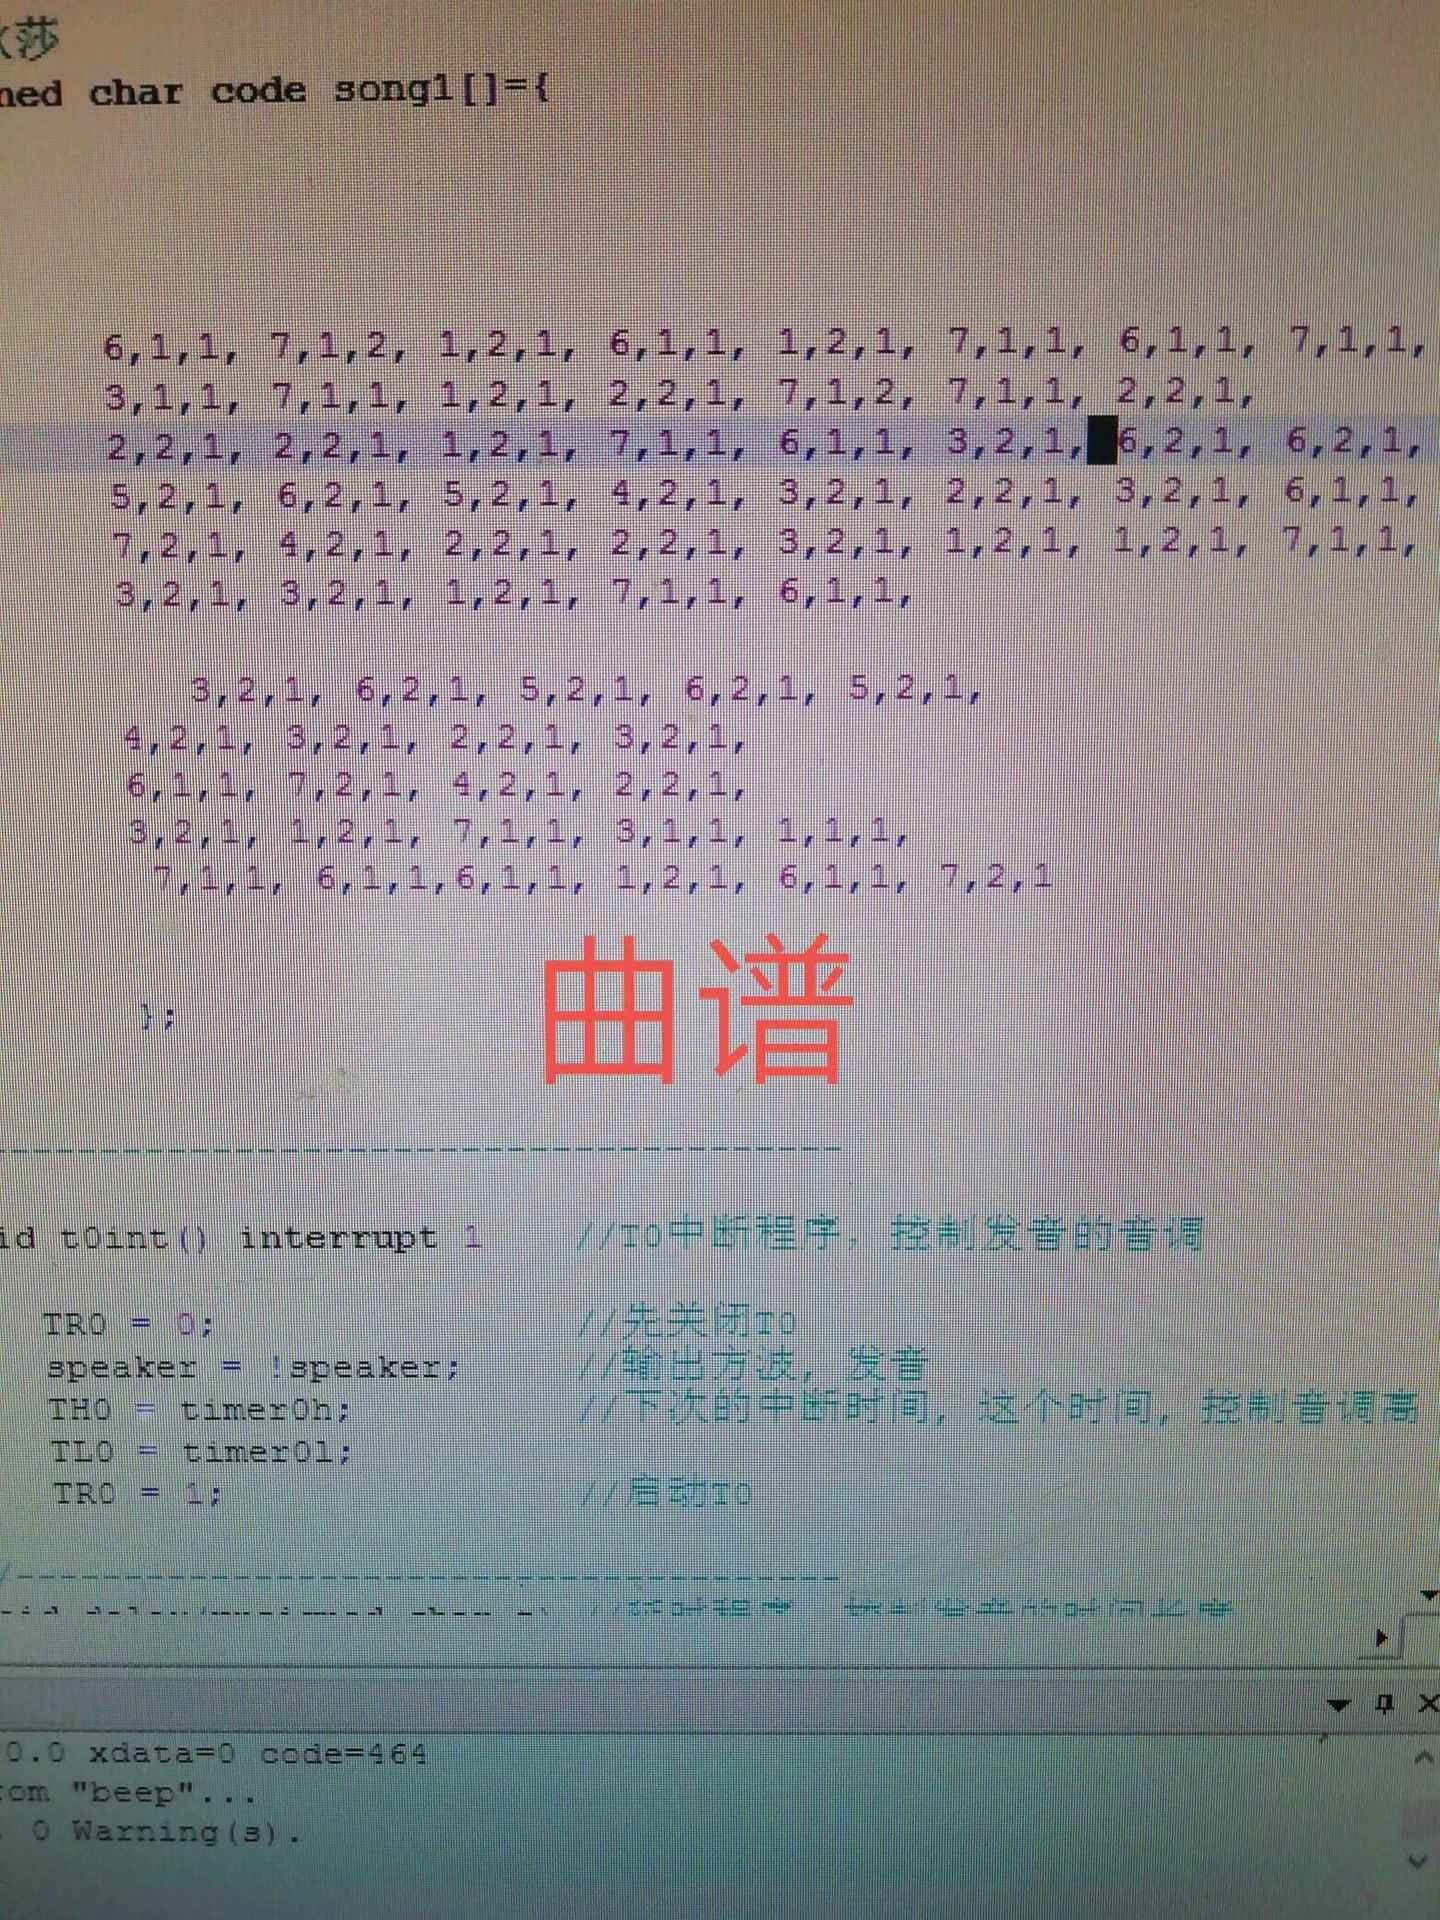 莎
ned char code song1[]={
6,1,1, 7,1,2, 1,2,1, 6,1,1, 1,2,1, 7,1,1, 6,1,1, 7,1,1,
3,1,1, 7,1,1, 1,2,1, 2,2,1, 7,1,2, 7,1,1, 2,2,1,
2,2,1, 2,2,1, 1,2,1, 7,1,1, 6,1,1, 3,2,1, 6,2,1, 6,2,1,
5,2,1, 6,2,1, 5,2,1, 4,2,1, 3,2,1, 2,2,1, 3,2,1, 6,1,1,
7,2,1, 4,2,1, 2,2,1, 2,2,1, 3,2,1, 1,2,1, 1,2,1, 7,1,1,
3,2,1, 3,2,1, 1,2,1, 7,1,1, 6,1,1,
3,2,1, 6,2,1, 5,2,1, 6,2,1, 5,2,1,
4,2,1, 3,2,1, 2,2,1, 3,2,1,
6,1,1, 7,2,1, 4,2,1, 2,2,1,
3,2,1, 1,2,1, 7,1,1, 3,1,1, 1,1,1,
7,1,1, 6,1,1,6,1,1, 1,2,1, 6,1,1, 7,2,1
曲谱
};
id t0int() interrupt 1 //T0中断程序，控制发音的音调
TR0 = 0; //先关闭T0
speaker = !speaker; //输出方波，发音
TH0 = timer0h; //下次的中断时间，这个时间，控制音调高
TL0 = timer0l;
TR0 = 1; //启动T0
0.0 xdata=0 code=464
om "beep"...
0 Warning(s).